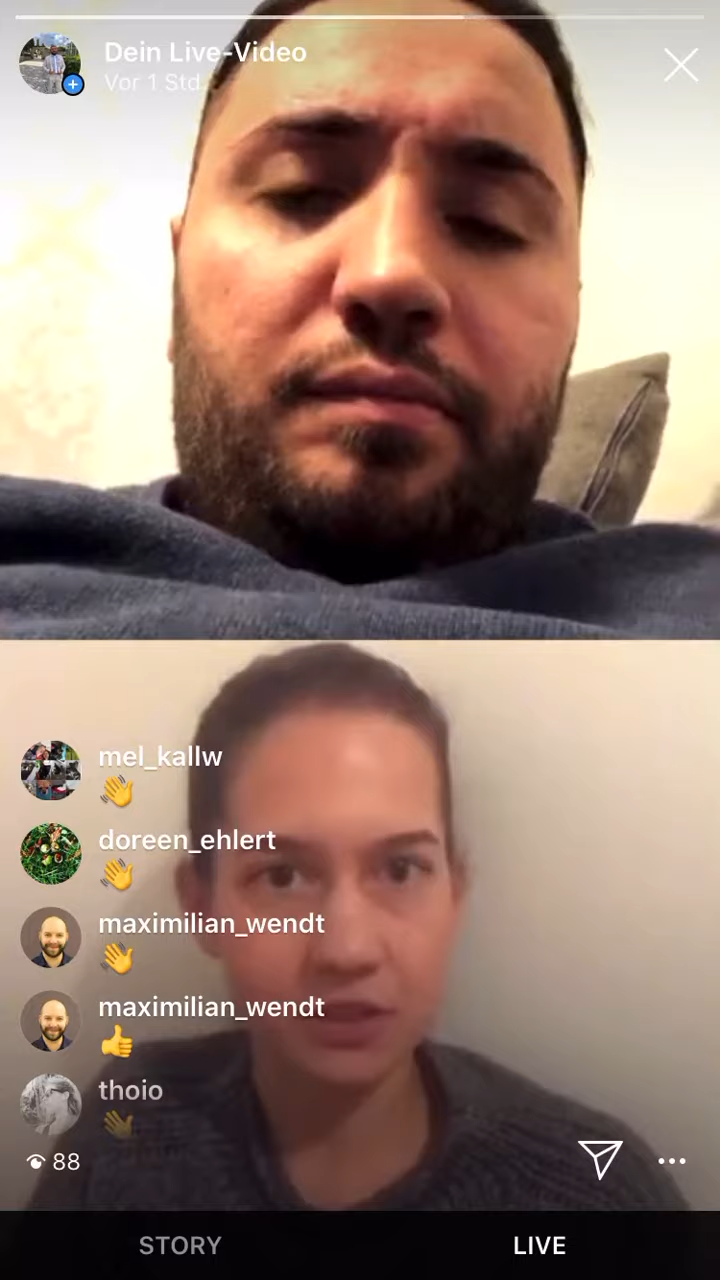 Dein Live-Video
Vor 1 Std.
mel_kallw
👋
doreen_ehlert
👋
maximilian_wendt
👋
maximilian_wendt
👍
thoio
👋
88
STORY
LIVE